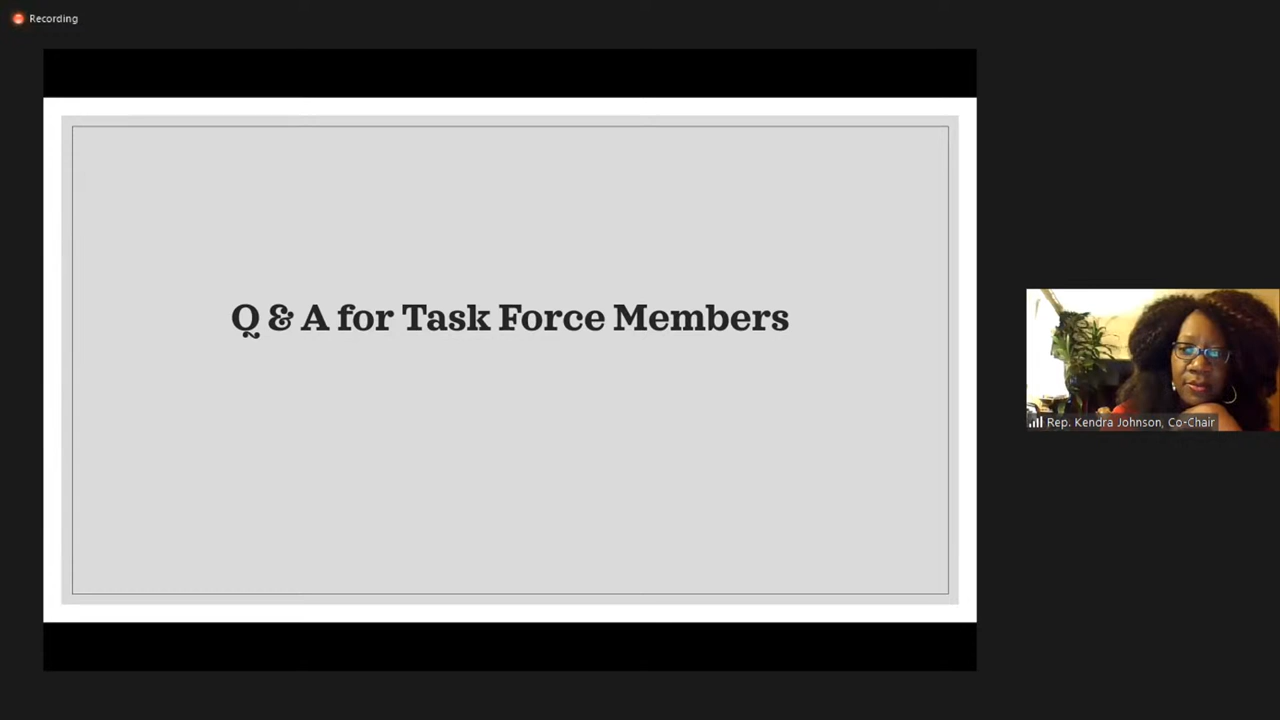 Recording
Q & A for Task Force Members
Rep. Kendra Johnson, Co-Chair